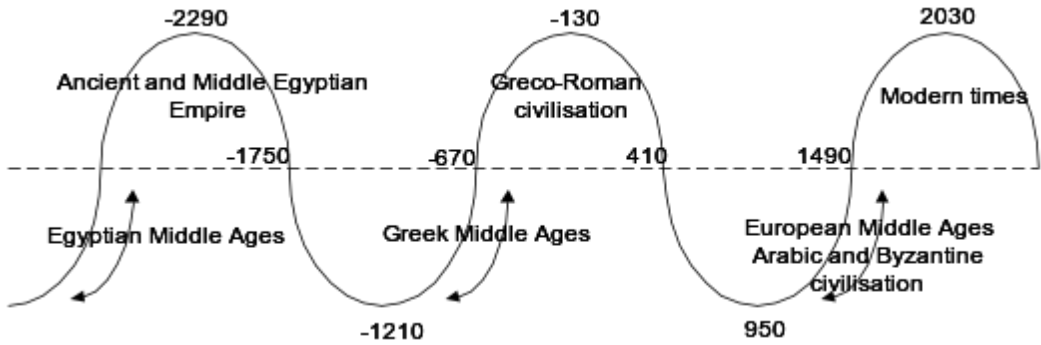 -2290
-130
2030
Ancient and Middle Egyptian
Empire
Greco-Roman
civilisation
Modern times
-1750
-670
410
1490
Egyptian Middle Ages
Greek Middle Ages
European Middle Ages
Arabic and Byzantine
civilisation
-1210
950